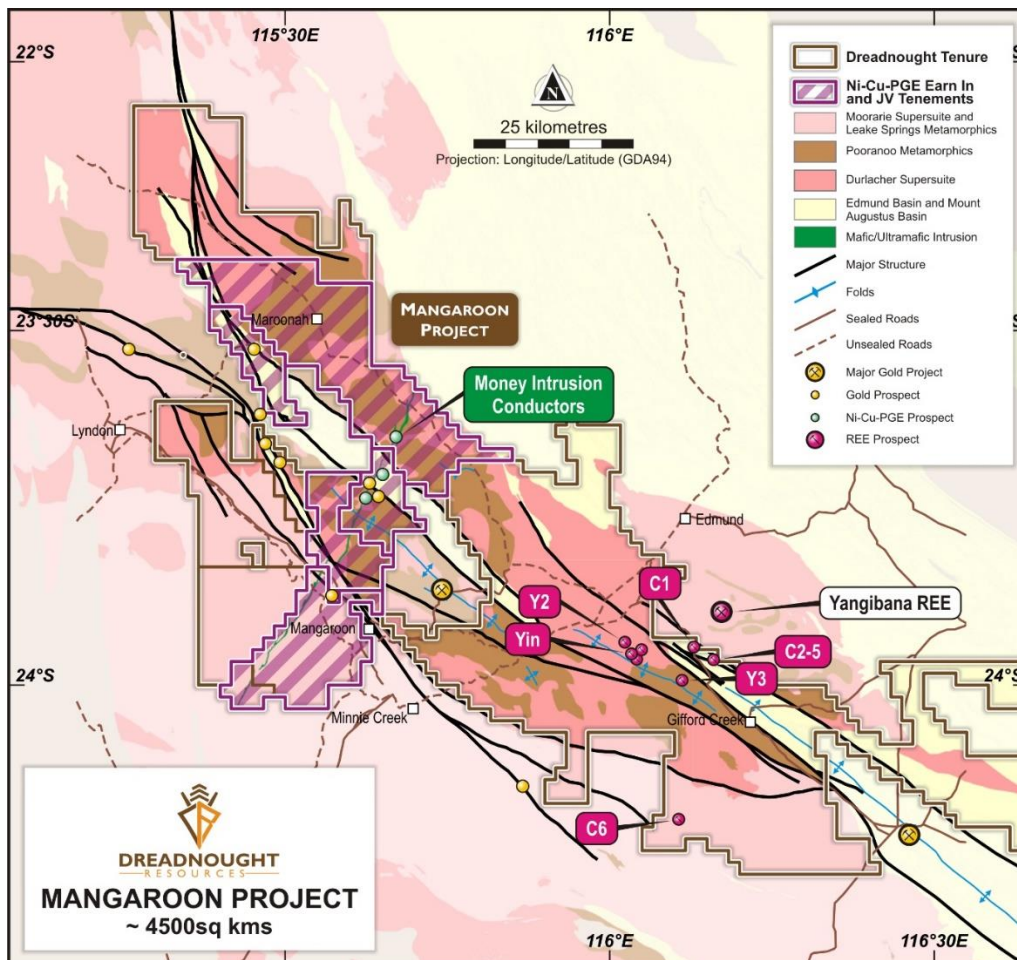 115°30E
116°E
22°S
N
25 kilometres
Projection: Longitude/Latitude (GDA94)
Dreadnought Tenure
Ni-Cu-PGE Earn In
and JV Tenements
Moorarie Supersuite and
Leake Springs Metamorphics
Pooranoo Metamorphics
Durlacher Supersuite
Edmund Basin and Mount
Augustus Basin
Mafic/Ultramafic Intrusion
Major Structure
Folds
Sealed Roads
Unsealed Roads
Major Gold Project
Gold Prospect
Ni-Cu-PGE Prospect
REE Prospect
23°30S
Maroonah
MANGAROON
PROJECT
Money Intrusion
Conductors
Lyndon
Edmund
C1
Y2
Yangibana REE
Yin
C2-5
Mangaroon
Y3
24°S
24°S
Minnie Creek
Gifford Creek
C6
DREADNOUGHT
RESOURCES
MANGAROON PROJECT
~ 4500sq kms
116°E
116°30E